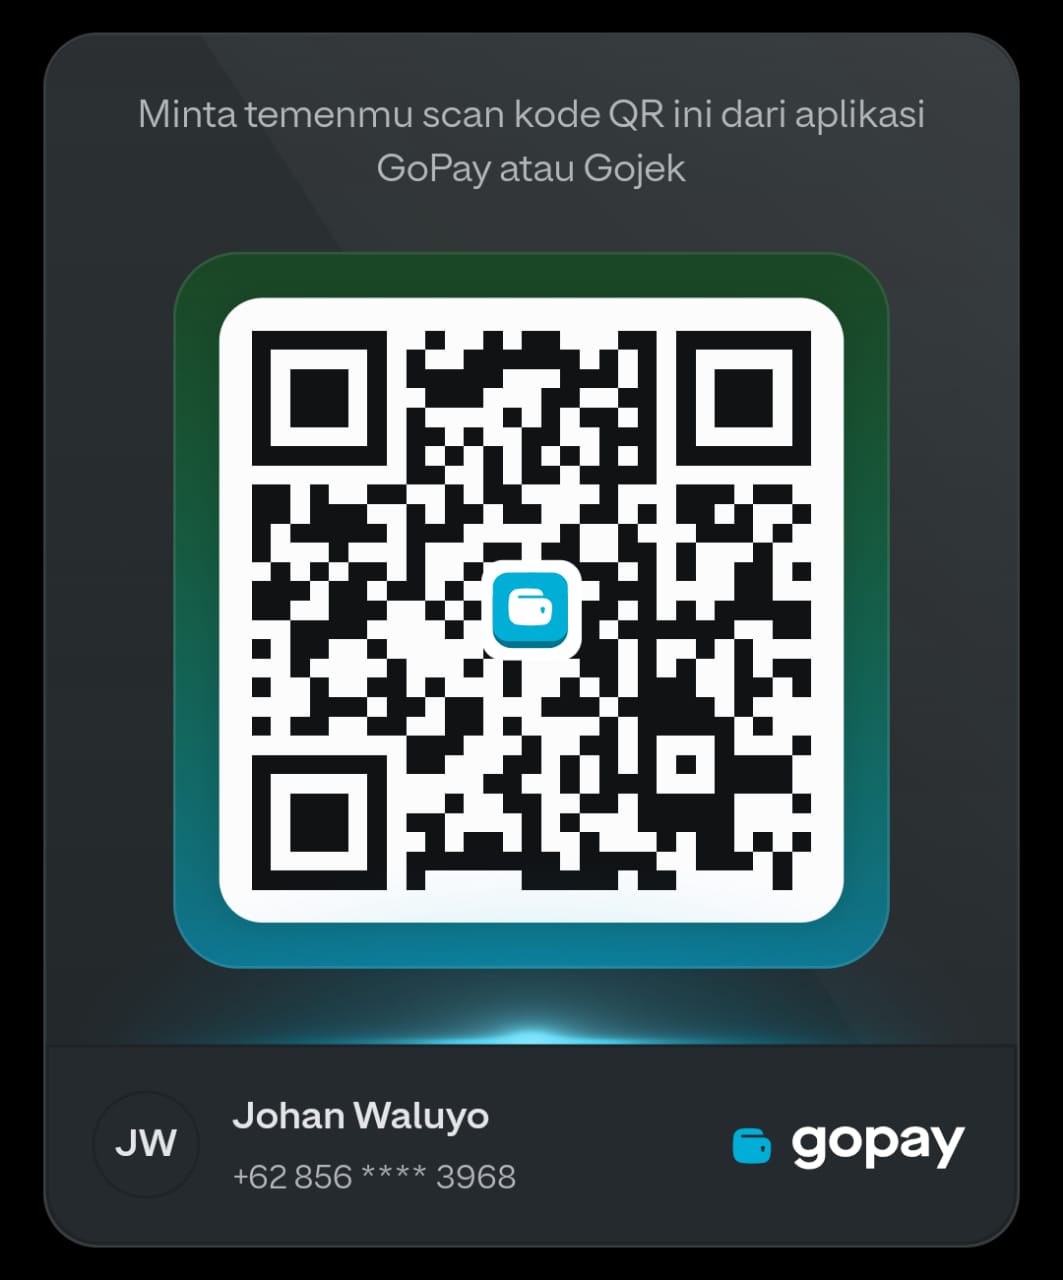 Minta temenmu scan kode QR ini dari aplikasi
GoPay atau Gojek
JW
Johan Waluyo
+62 856 **** 3968
gopay